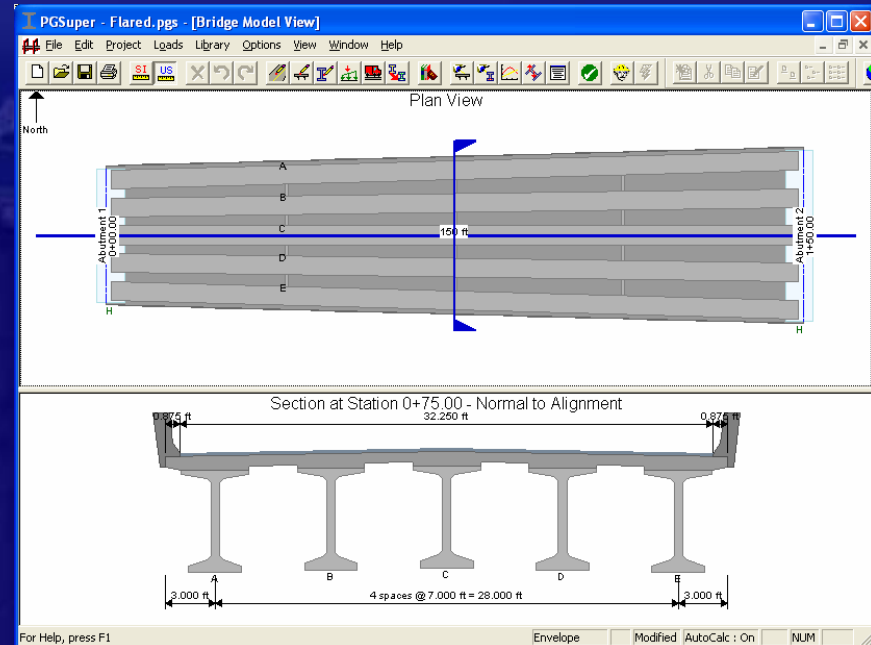 PGSuper - Flared.pgs - [Bridge Model View]
File Edit Project Loads Library Options View Window Help
SI US
Plan View
North
A
B
C
D
E
150 ft
Abutment 1
0+00.00
Abutment 2
1+50.00
H
H
Section at Station 0+75.00 - Normal to Alignment
0.875 ft 32.250 ft 0.875 ft
A B C D E
3.000 ft 4 spaces @ 7.000 ft = 28.000 ft 3.000 ft
For Help, press F1 Envelope Modified AutoCalc : On NUM